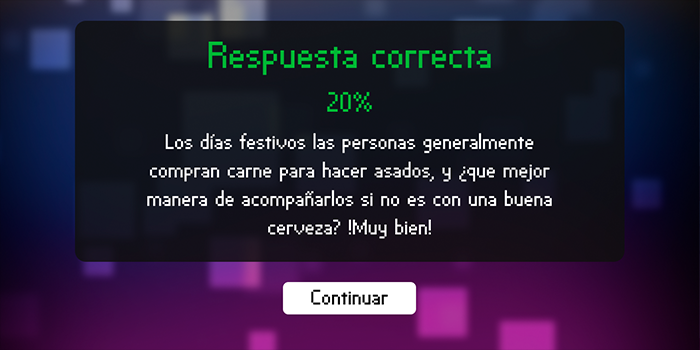 Respuesta correcta
20%
Los días festivos las personas generalmente
compran carne para hacer asados, y ¿que mejor
manera de acompañarlos si no es con una buena
cerveza? !Muy bien!
Continuar